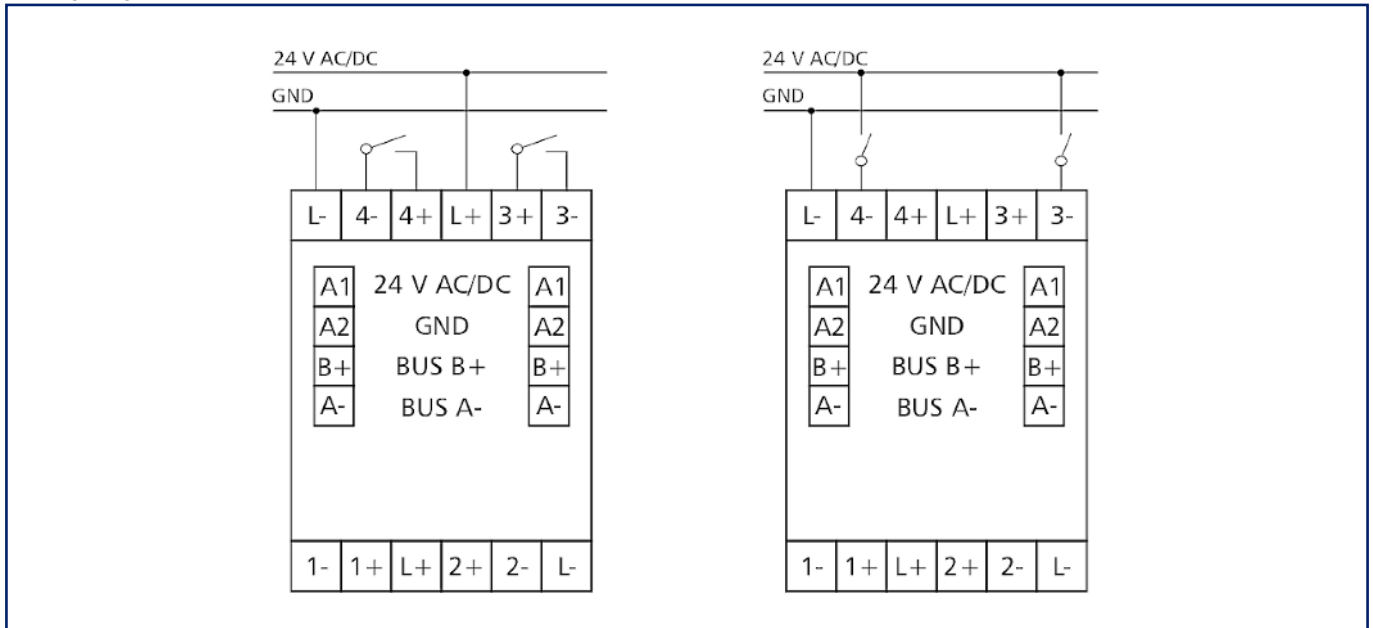 24 V AC/DC
GND
L- 4- 4+ L+ 3+ 3-
A1 24 V AC/DC A1
A2 GND A2
B+ BUS B+ B+
A- BUS A- A-
1- 1+ L+ 2+ 2- L-
24 V AC/DC
GND
L- 4- 4+ L+ 3+ 3-
A1 24 V AC/DC A1
A2 GND A2
B+ BUS B+ B+
A- BUS A- A-
1- 1+ L+ 2+ 2- L-